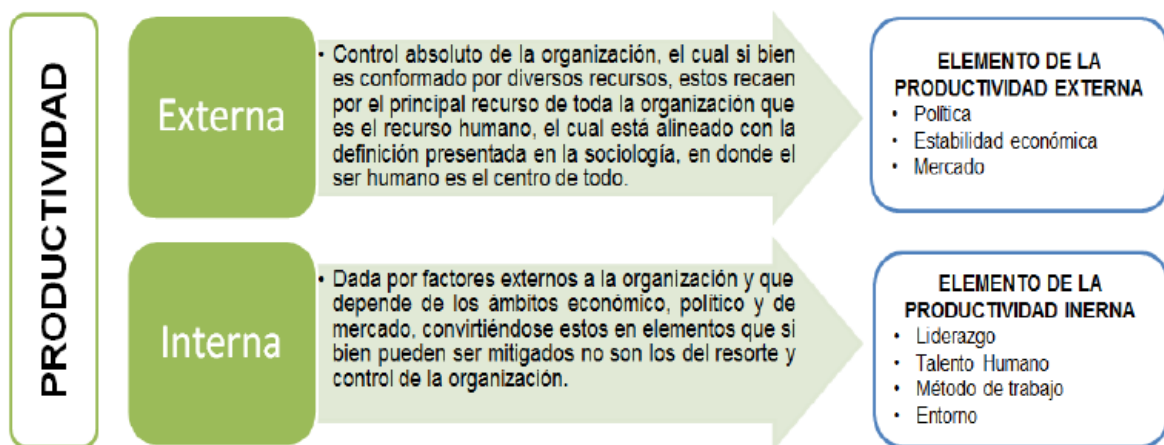 PRODUCTIVIDAD
Externa
• Control absoluto de la organización, el cual si bien
es conformado por diversos recursos, estos recaen
por el principal recurso de toda la organización que
es el recurso humano, el cual está alineado con la
definición presentada en la sociología, en donde el
ser humano es el centro de todo.
ELEMENTO DE LA
PRODUCTIVIDAD EXTERNA
• Política
• Estabilidad económica
• Mercado
Interna
• Dada por factores externos a la organización y que
depende de los ámbitos económico, político y de
mercado, convirtiéndose estos en elementos que si
bien pueden ser mitigados no son los del resorte y
control de la organización.
ELEMENTO DE LA
PRODUCTIVIDAD INERNA
• Liderazgo
• Talento Humano
• Método de trabajo
• Entorno